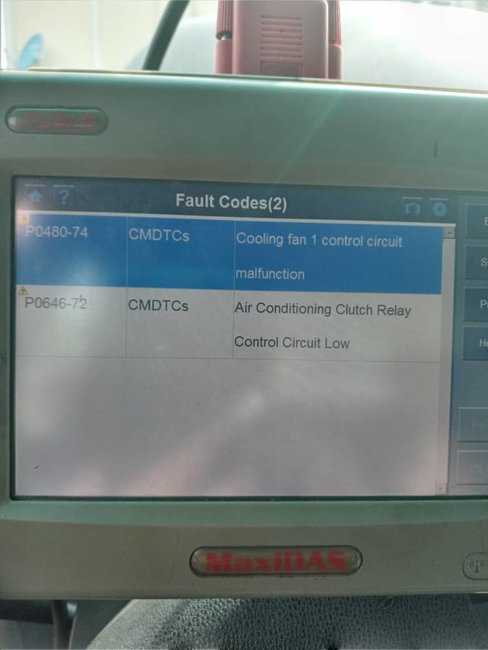 Fault Codes(2)
P0480-74 CMDTCs Cooling fan 1 control circuit
malfunction
P0646-72 CMDTCs Air Conditioning Clutch Relay
Control Circuit Low
MaxiDAS